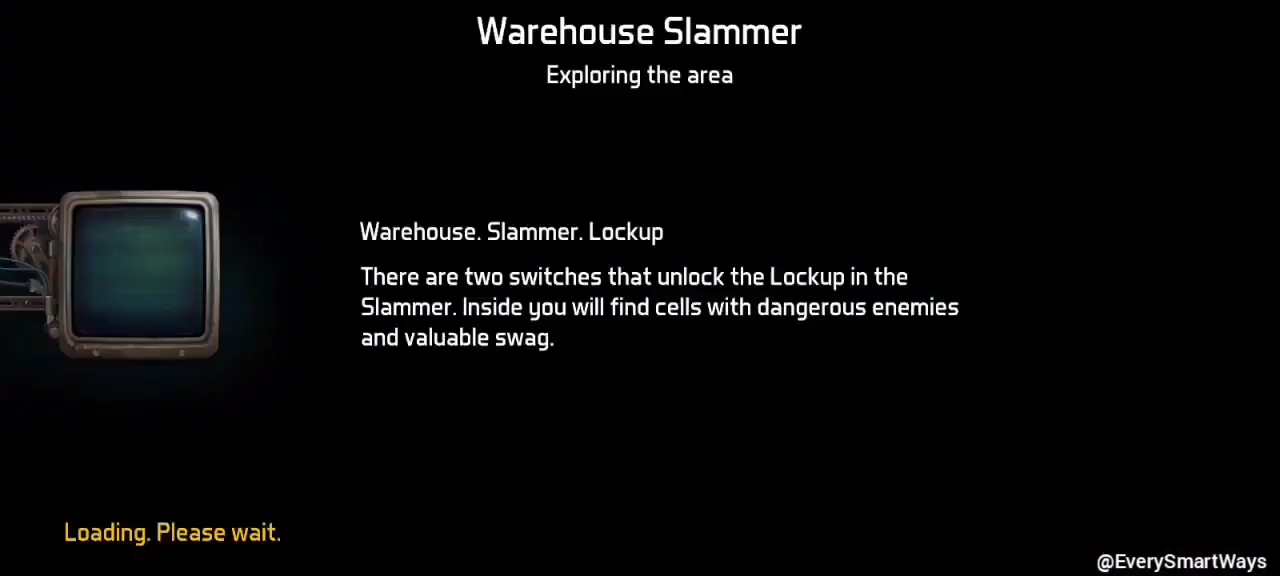 Warehouse Slammer
Exploring the area
Warehouse. Slammer. Lockup
There are two switches that unlock the Lockup in the
Slammer. Inside you will find cells with dangerous enemies
and valuable swag.
Loading. Please wait.
@EverySmartWays